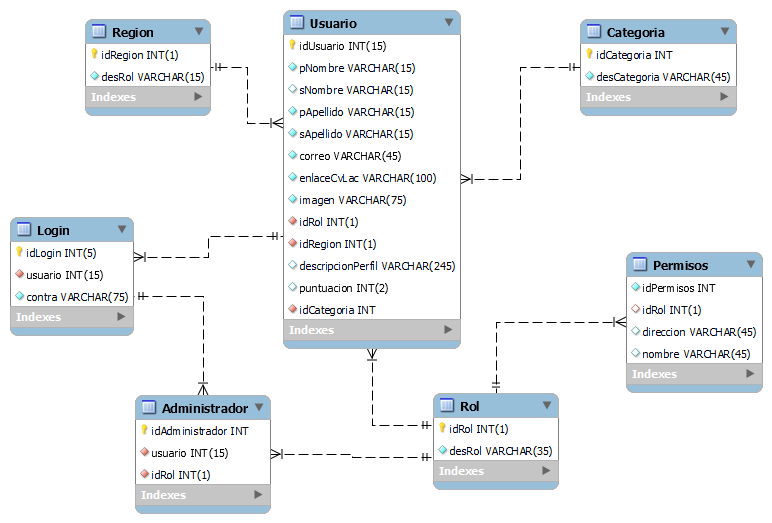 Region
idRegion INT(1)
desRol VARCHAR(15)
Indexes
Usuario
idUsuario INT(15)
pNombre VARCHAR(15)
sNombre VARCHAR(15)
pApellido VARCHAR(15)
sApellido VARCHAR(15)
correo VARCHAR(45)
enlaceCvLac VARCHAR(100)
imagen VARCHAR(75)
idRol INT(1)
idRegion INT(1)
descripcionPerfil VARCHAR(245)
puntuacion INT(2)
idCategoria INT
Indexes
Categoria
idCategoria INT
desCategoria VARCHAR(45)
Indexes
Login
idLogin INT(5)
usuario INT(15)
contra VARCHAR(75)
Indexes
Permisos
idPermisos INT
idRol INT(1)
direccion VARCHAR(45)
nombre VARCHAR(45)
Indexes
Administrador
idAdministrador INT
usuario INT(15)
idRol INT(1)
Indexes
Rol
idRol INT(1)
desRol VARCHAR(35)
Indexes